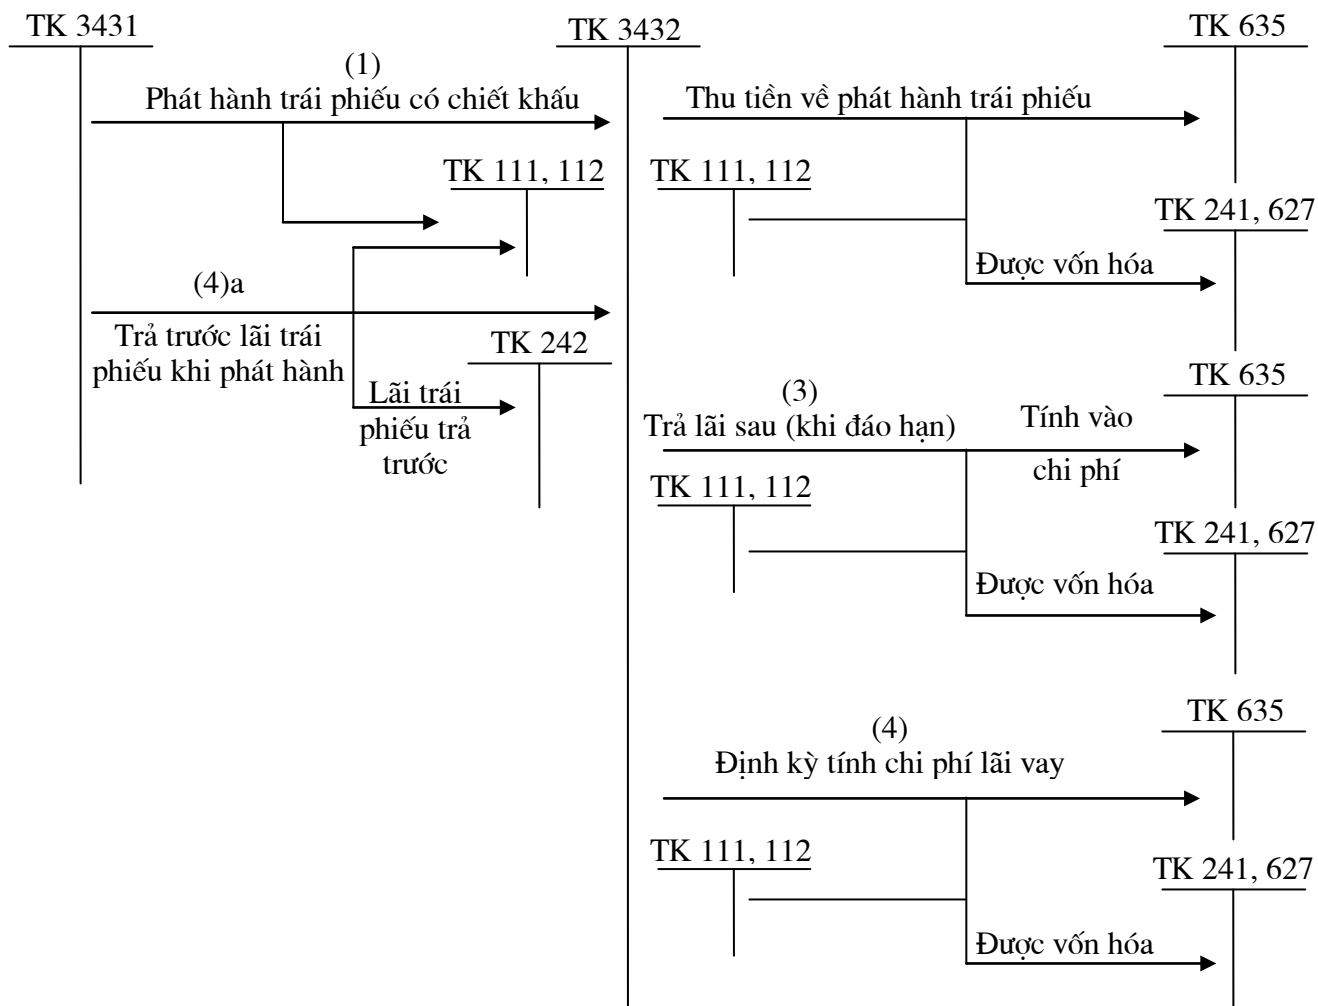 TK 3431
TK 3432
TK 635
(1)
Phát hành trái phiếu có chiết khấu
Thu tiền về phát hành trái phiếu
TK 111, 112
TK 111, 112
TK 241, 627
Được vốn hóa
(4)a
Trả trước lãi trái
phiếu khi phát hành
TK 242
Lãi trái
phiếu trả
trước
TK 635
(3)
Trả lãi sau (khi đáo hạn)
Tính vào
chi phí
TK 111, 112
TK 241, 627
Được vốn hóa
TK 635
(4)
Định kỳ tính chi phí lãi vay
TK 111, 112
TK 241, 627
Được vốn hóa